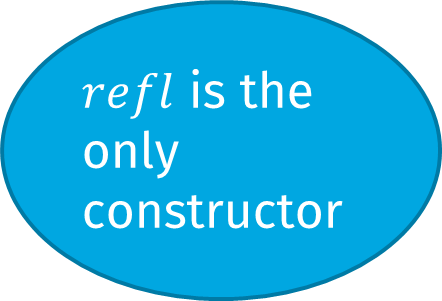 refl is the
only
constructor